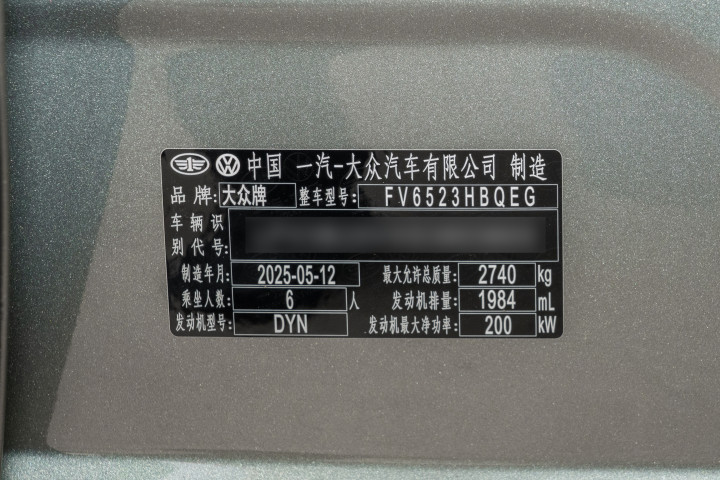 中国 一汽-大众汽车有限公司 制造
品牌: 大众牌 整车型号: FV6523HBQEG
车辆识
别代号:
制造年月: 2025-05-12 最大允许总质量: 2740 kg
乘坐人数: 6 人 发动机排量: 1984 mL
发动机型号: DYN 发动机最大净功率: 200 kW